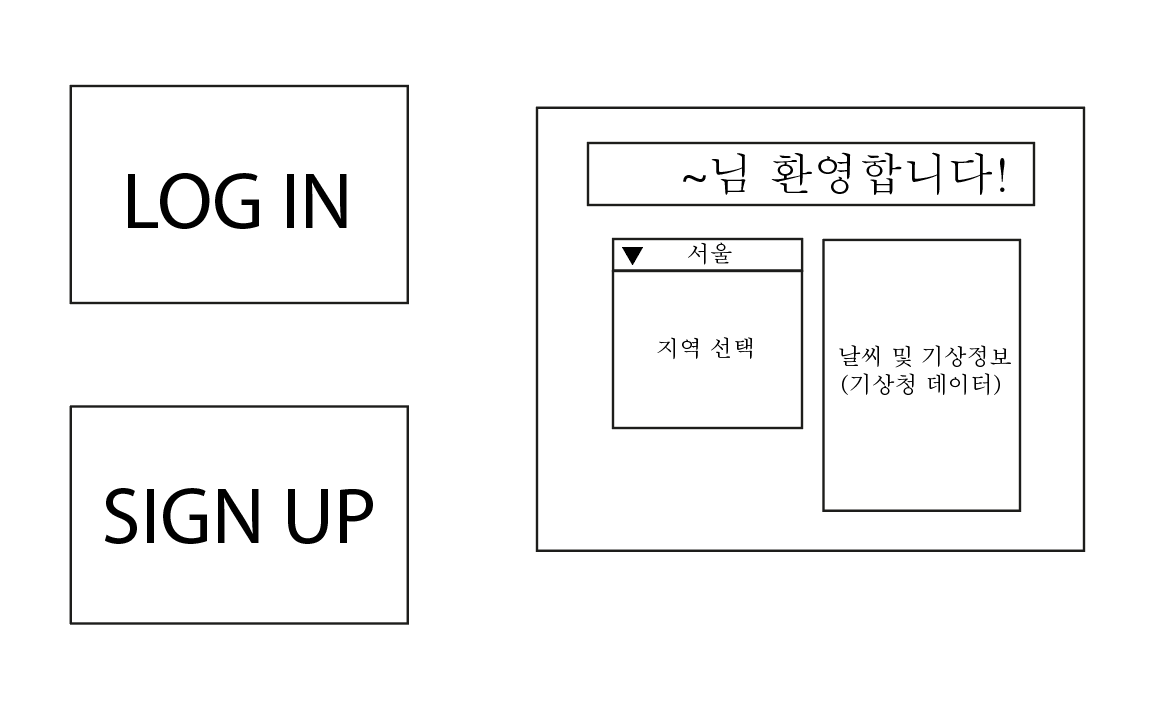 LOG IN
SIGN UP
~님 환영합니다!
서울
지역 선택
날씨 및 기상정보
(기상청 데이터)